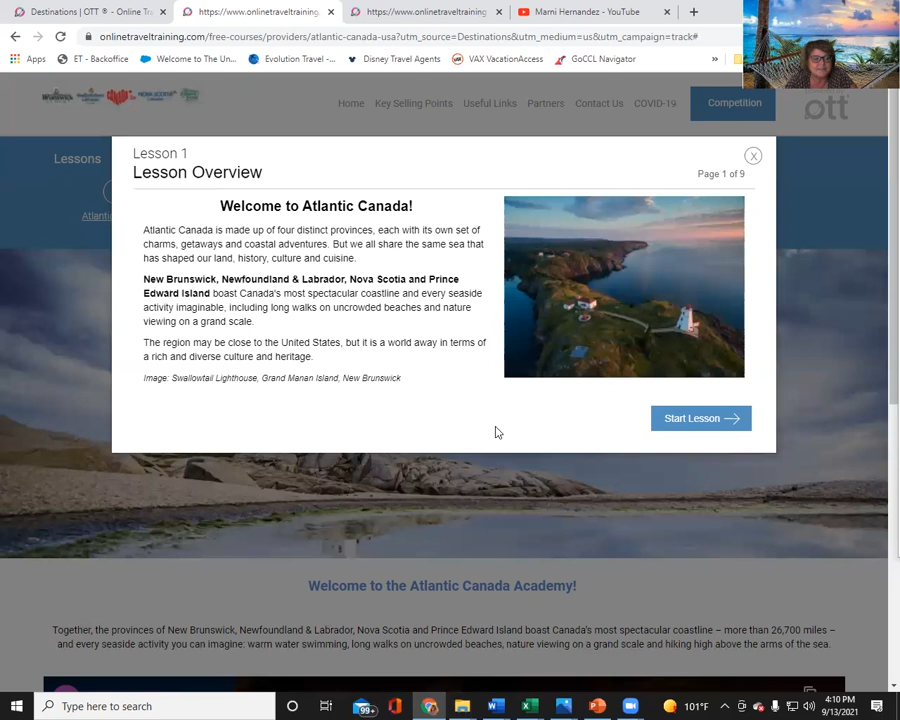 Destinations | OTT ® - Online Tr
https://www.onlinetraveltraining.
https://www.onlinetraveltraining.
Marni Hernandez - YouTube
onlinetraveltraining.com/free-courses/providers/atlantic-canada-usa?utm_source=Destinations&utm_medium=us&utm_campaign=track#
Apps
ET - Backoffice
Welcome to The Un...
Evolution Travel -...
Disney Travel Agents
VAX VacationAccess
GoCCL Navigator
»
Home
Key Selling Points
Useful Links
Partners
Contact Us
COVID-19
Competition
ott
Lessons
Atlantic
Lesson 1
Lesson Overview
X
Page 1 of 9
Welcome to Atlantic Canada!
Atlantic Canada is made up of four distinct provinces, each with its own set of
charms, getaways and coastal adventures. But we all share the same sea that
has shaped our land, history, culture and cuisine.
New Brunswick, Newfoundland & Labrador, Nova Scotia and Prince
Edward Island boast Canada's most spectacular coastline and every seaside
activity imaginable, including long walks on uncrowded beaches and nature
viewing on a grand scale.
The region may be close to the United States, but it is a world away in terms of
a rich and diverse culture and heritage.
Image: Swallowtail Lighthouse, Grand Manan Island, New Brunswick
Start Lesson
Welcome to the Atlantic Canada Academy!
Together, the provinces of New Brunswick, Newfoundland & Labrador, Nova Scotia and Prince Edward Island boast Canada's most spectacular coastline – more than 26,700 miles –
and every seaside activity you can imagine: warm water swimming, long walks on uncrowded beaches, nature viewing on a grand scale and hiking high above the arms of the sea.
Type here to search
99+
101°F
4:10 PM
9/13/2021